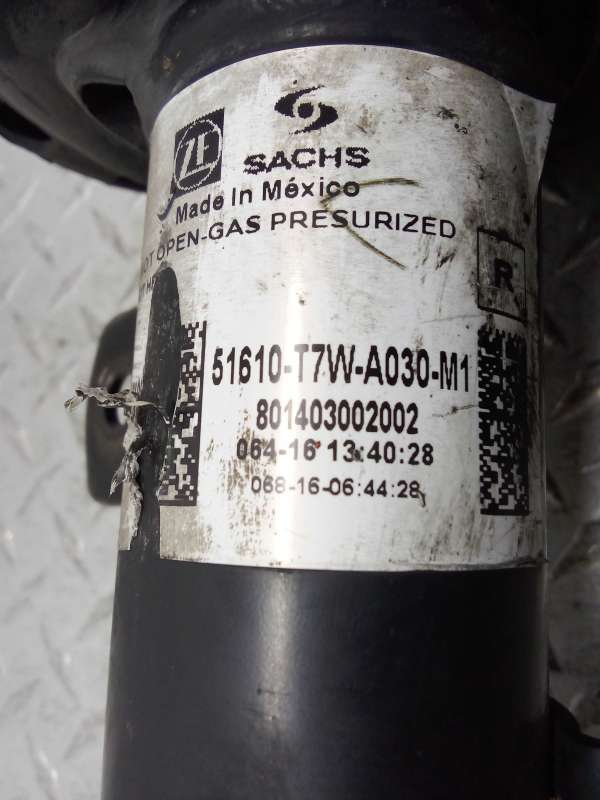 ZF
SACHS
Made In México
OPEN-GAS PRESURIZED
R
51610-T7W-A030-M1
801403002002
064-16 13:40:28
068-16-06:44:28